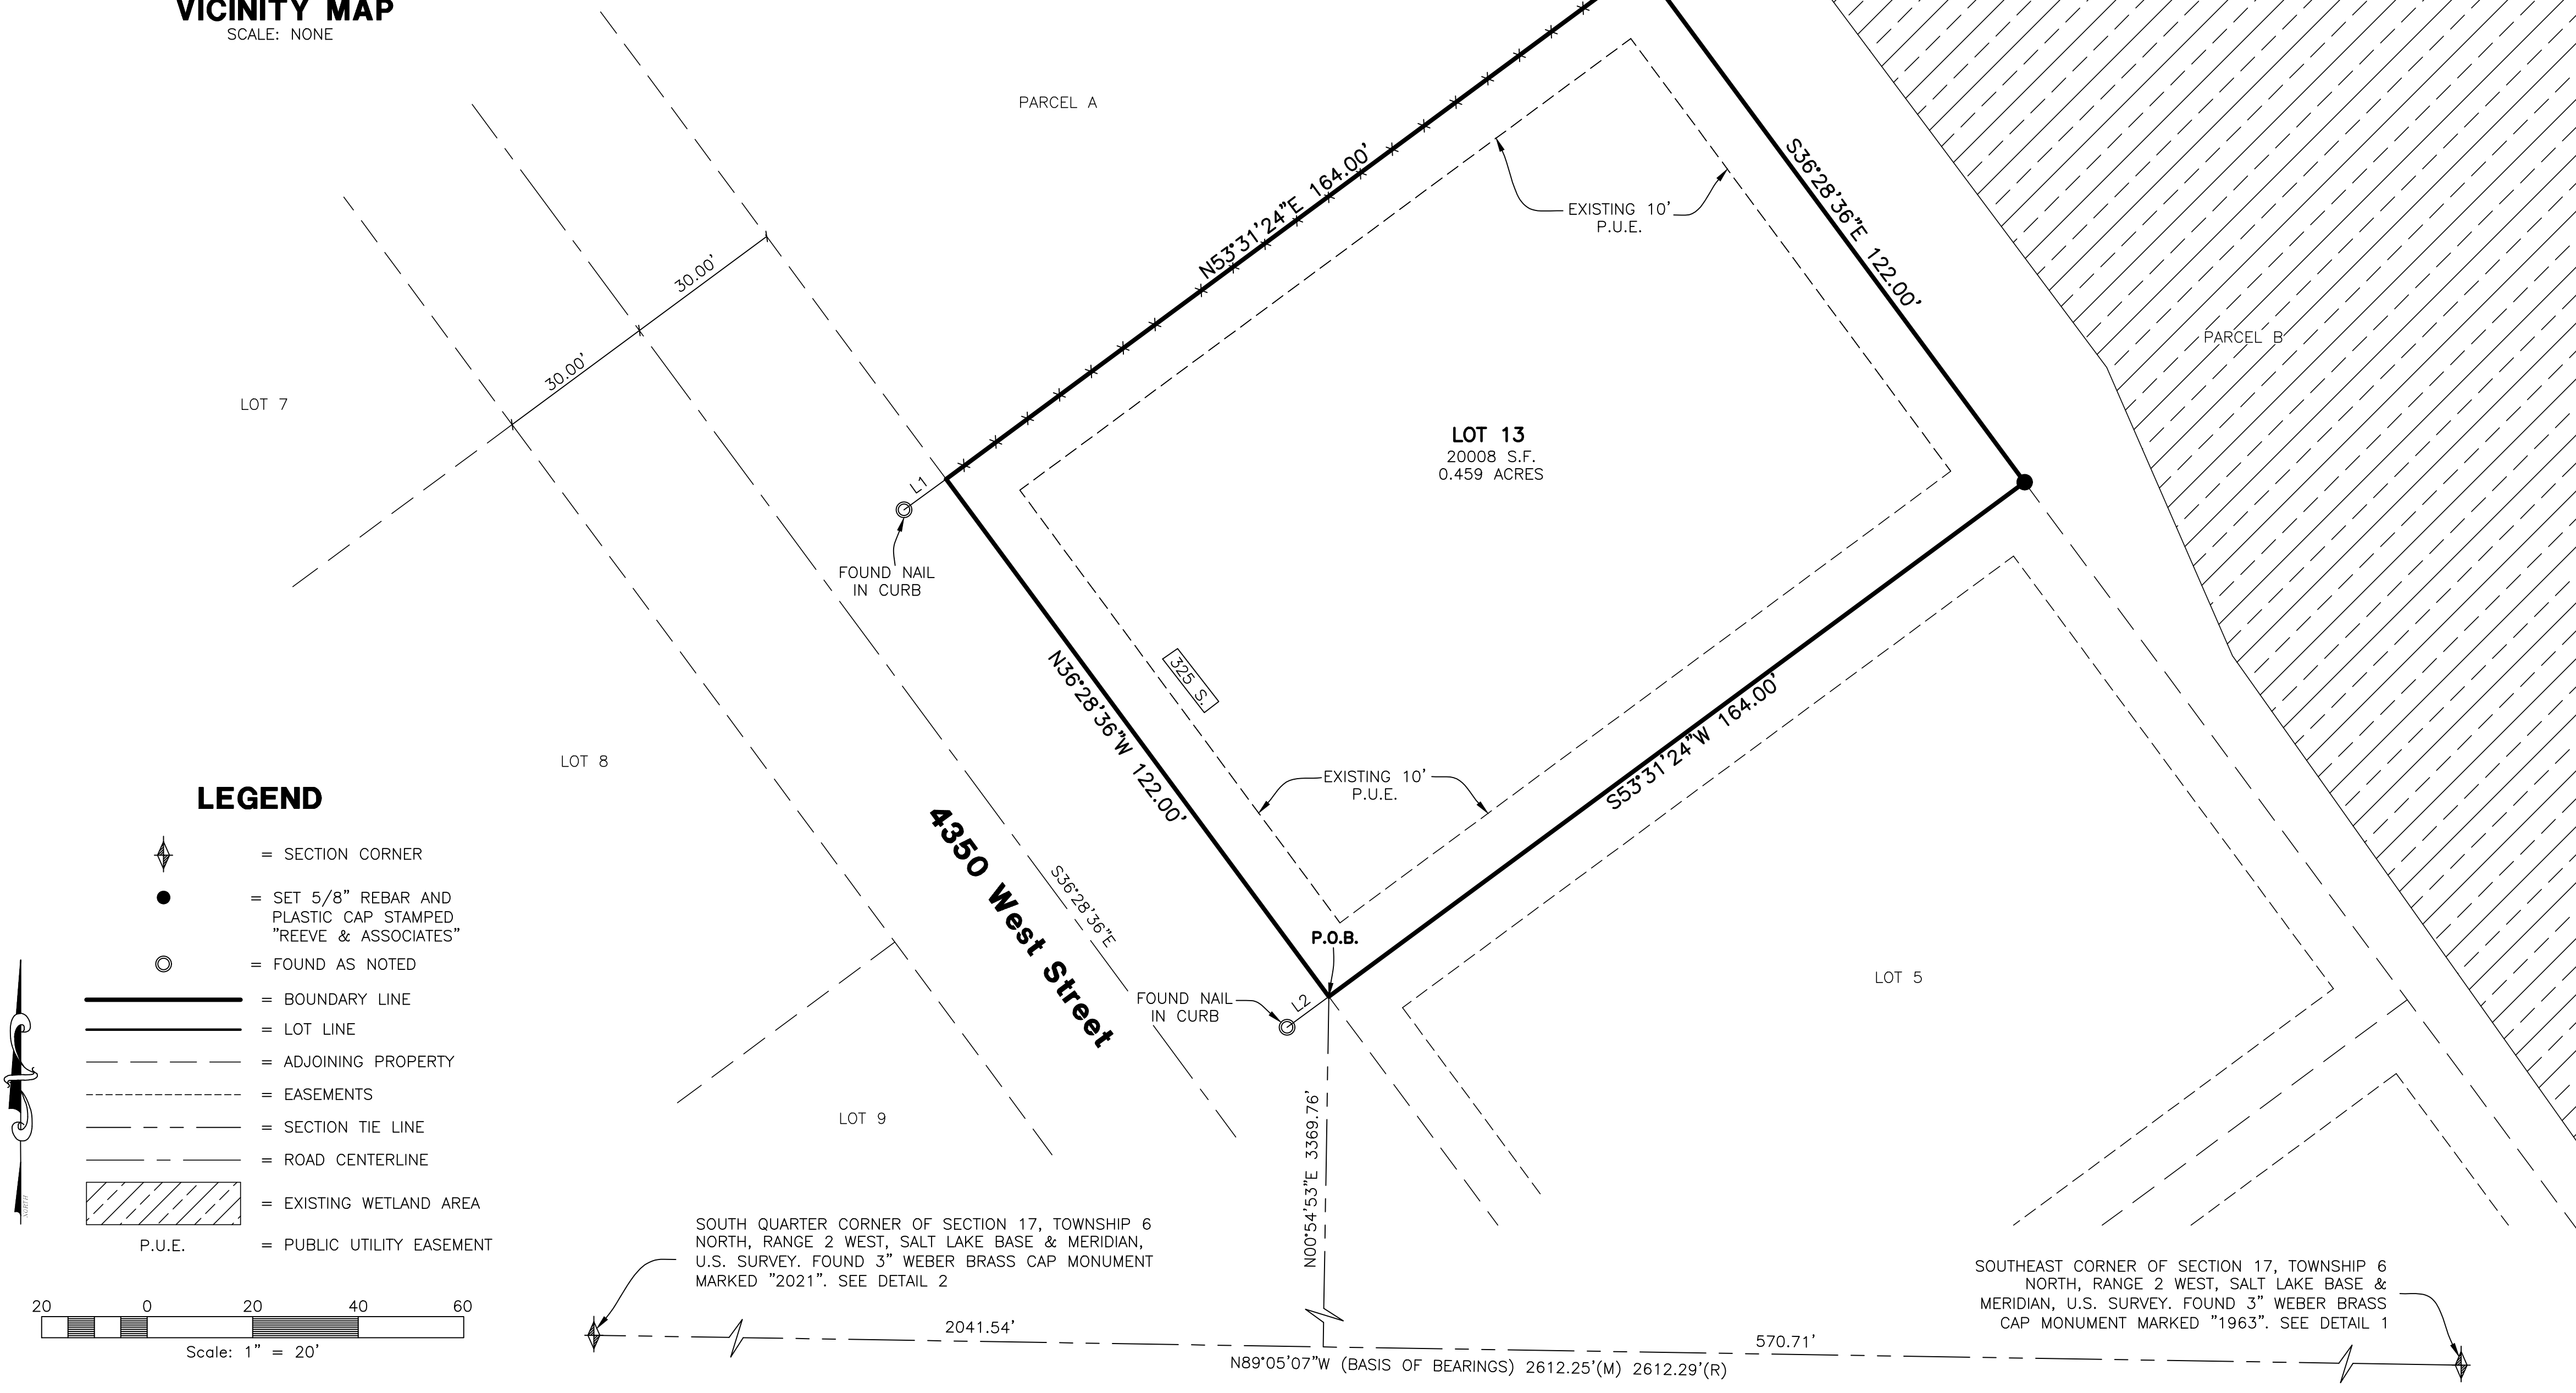 VICINITY MAP
SCALE: NONE
PARCEL A
N53°31'24"E 164.00'
S36°28'36"E 122.00'
EXISTING 10'
P.U.E.
30.00'
30.00'
PARCEL B
LOT 7
LOT 13
20008 S.F.
0.459 ACRES
L1
FOUND NAIL
IN CURB
325 S.
N36°28'36"W 122.00'
S53°31'24"W 164.00'
LOT 8
EXISTING 10'
P.U.E.
4350 West Street
S36°28'36"E
P.O.B.
L2
FOUND NAIL
IN CURB
LOT 5
LOT 9
N00°54'53"E 3369.76'
LEGEND
= SECTION CORNER
= SET 5/8" REBAR AND
PLASTIC CAP STAMPED
"REEVE & ASSOCIATES"
= FOUND AS NOTED
= BOUNDARY LINE
= LOT LINE
= ADJOINING PROPERTY
= EASEMENTS
= SECTION TIE LINE
= ROAD CENTERLINE
= EXISTING WETLAND AREA
P.U.E. = PUBLIC UTILITY EASEMENT
NORTH
20 0 20 40 60
Scale: 1" = 20'
SOUTH QUARTER CORNER OF SECTION 17, TOWNSHIP 6
NORTH, RANGE 2 WEST, SALT LAKE BASE & MERIDIAN,
U.S. SURVEY. FOUND 3" WEBER BRASS CAP MONUMENT
MARKED "2021". SEE DETAIL 2
SOUTHEAST CORNER OF SECTION 17, TOWNSHIP 6
NORTH, RANGE 2 WEST, SALT LAKE BASE &
MERIDIAN, U.S. SURVEY. FOUND 3" WEBER BRASS
CAP MONUMENT MARKED "1963". SEE DETAIL 1
2041.54'
570.71'
N89°05'07"W (BASIS OF BEARINGS) 2612.25'(M) 2612.29'(R)